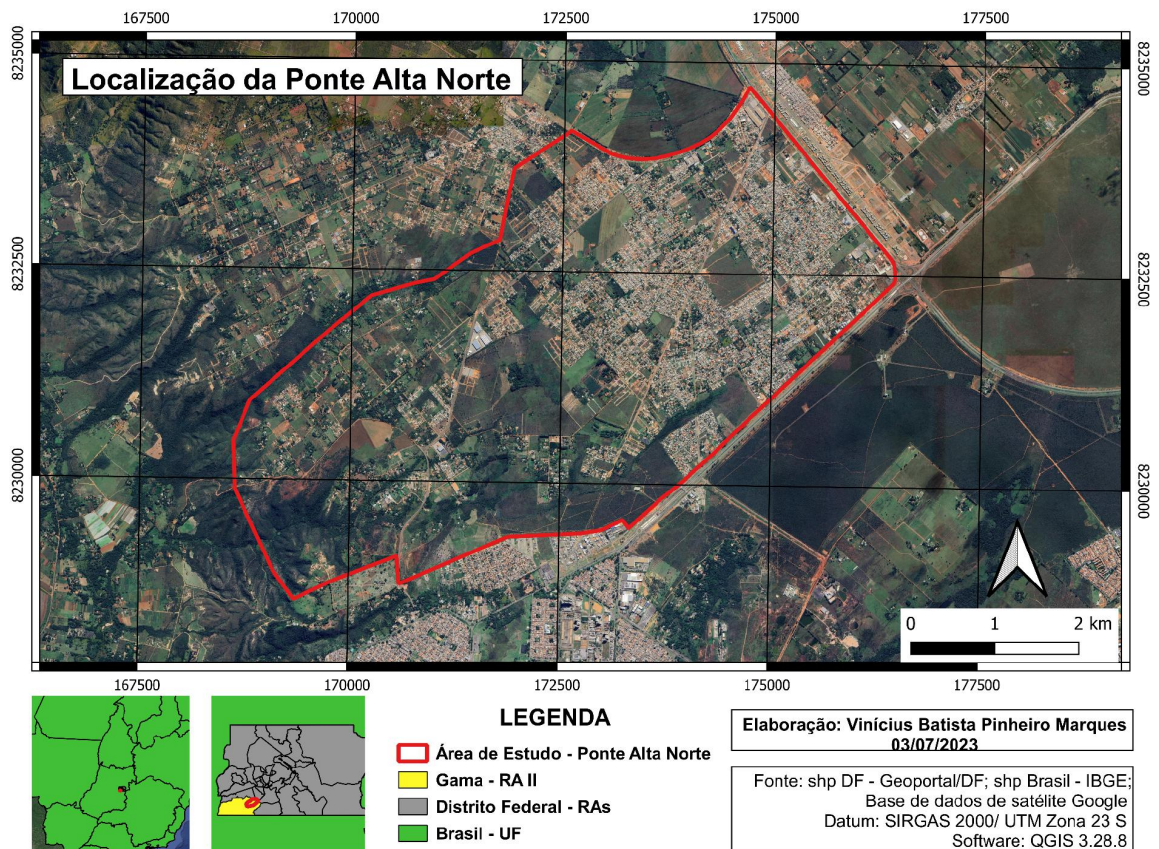 167500 170000 172500 175000 177500
8235000 8235000
Localização da Ponte Alta Norte
8232500 8232500
8230000 8230000
0 1 2 km
167500 170000 172500 175000 177500
LEGENDA
Área de Estudo - Ponte Alta Norte
Gama - RA II
Distrito Federal - RAs
Brasil - UF
Elaboração: Vinícius Batista Pinheiro Marques
03/07/2023
Fonte: shp DF - Geoportal/DF; shp Brasil - IBGE;
Base de dados de satélite Google
Datum: SIRGAS 2000/ UTM Zona 23 S
Software: QGIS 3.28.8